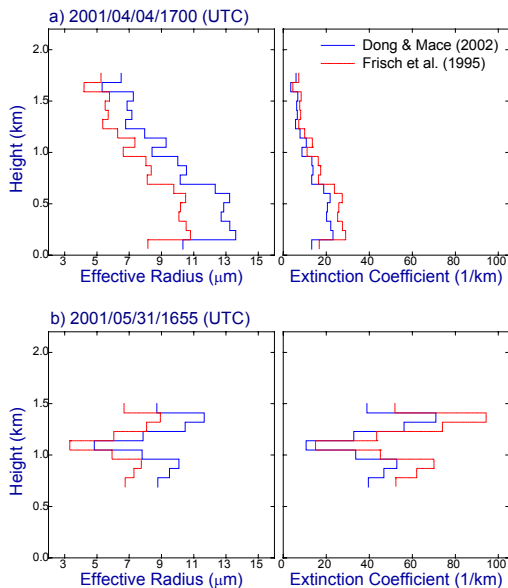 a) 2001/04/04/1700 (UTC)
Dong & Mace (2002)
Frisch et al. (1995)
Height (km)
2.0
1.5
1.0
0.5
0.0
3 5 7 9 11 13 15
0 20 40 60 80 100
Effective Radius (μm)
Extinction Coefficient (1/km)
b) 2001/05/31/1655 (UTC)
Height (km)
2.0
1.5
1.0
0.5
0.0
3 5 7 9 11 13 15
0 20 40 60 80 100
Effective Radius (μm)
Extinction Coefficient (1/km)